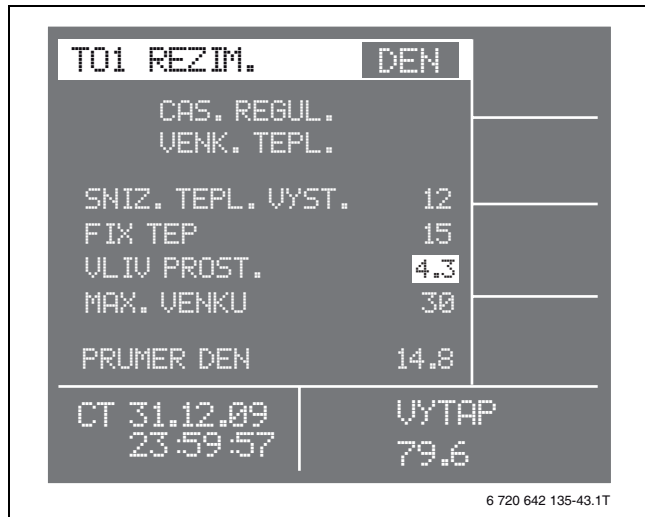 TO1 REZIM. DEN
CAS. REGUL.
VENK. TEPL.
SNIZ. TEPL. VYST. 12
FIX TEP 15
VLIV PROST. 4.3
MAX. VENKU 30
PRUMER DEN 14.8
CT 31.12.09 VYTAP
23:59:57 79.6
6 720 642 135-43.1T